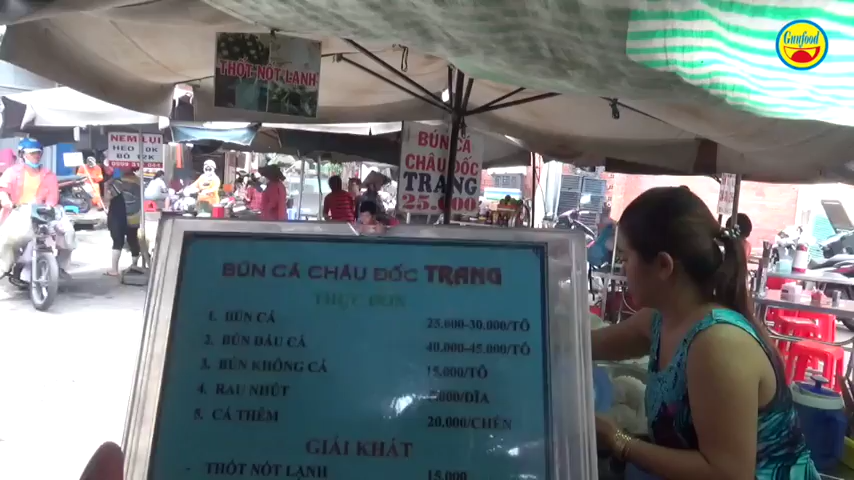 Gunfood
THỐT NỐT LẠNH
NEM LỤI
BÚN CÁ
CHÂU ĐỐC
TRANG
25.000
BÚN CÁ CHÂU ĐỐC TRANG
THỰC ĐƠN
1. BÚN CÁ 25.000-30.000/TÔ
2. BÚN ĐẦU CÁ 40.000-45.000/TÔ
3. BÚN KHÔNG CÁ 15.000/TÔ
4. RAU NHÚT 000/DĨA
5. CÁ THÊM 20.000/CHÉN
GIẢI KHÁT
- THỐT NỐT LẠNH 15.000